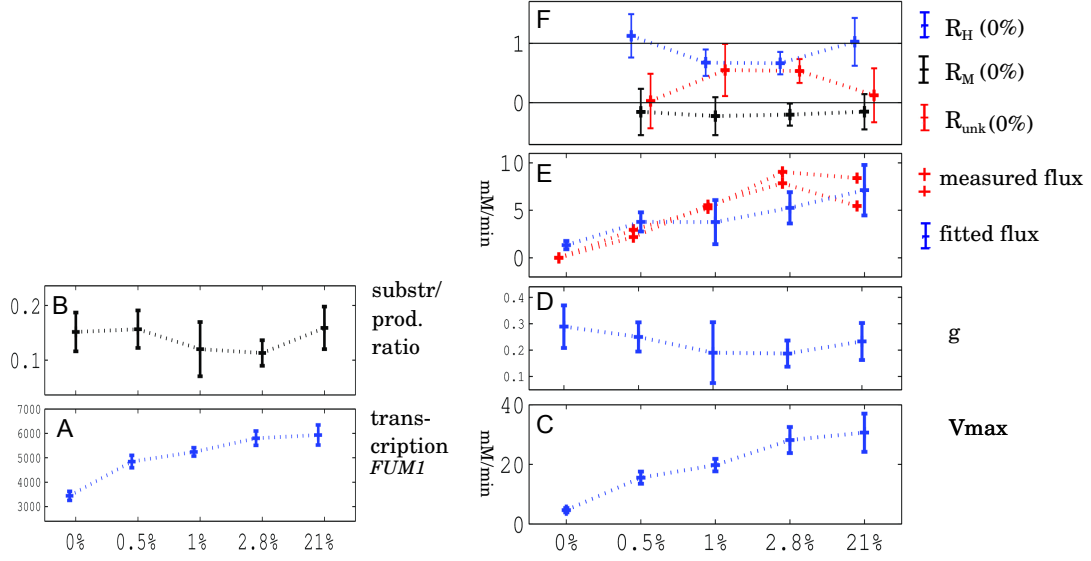 F
1
0
R_H (0%)
R_M (0%)
R_unk (0%)
E
10
5
0
mM/min
measured flux
fitted flux
B
0.2
0.1
substr/
prod.
ratio
D
0.4
0.3
0.2
0.1
g
A
7000
6000
5000
4000
3000
trans-
cription
FUM1
0% 0.5% 1% 2.8% 21%
C
40
20
0
mM/min
Vmax
0% 0.5% 1% 2.8% 21%